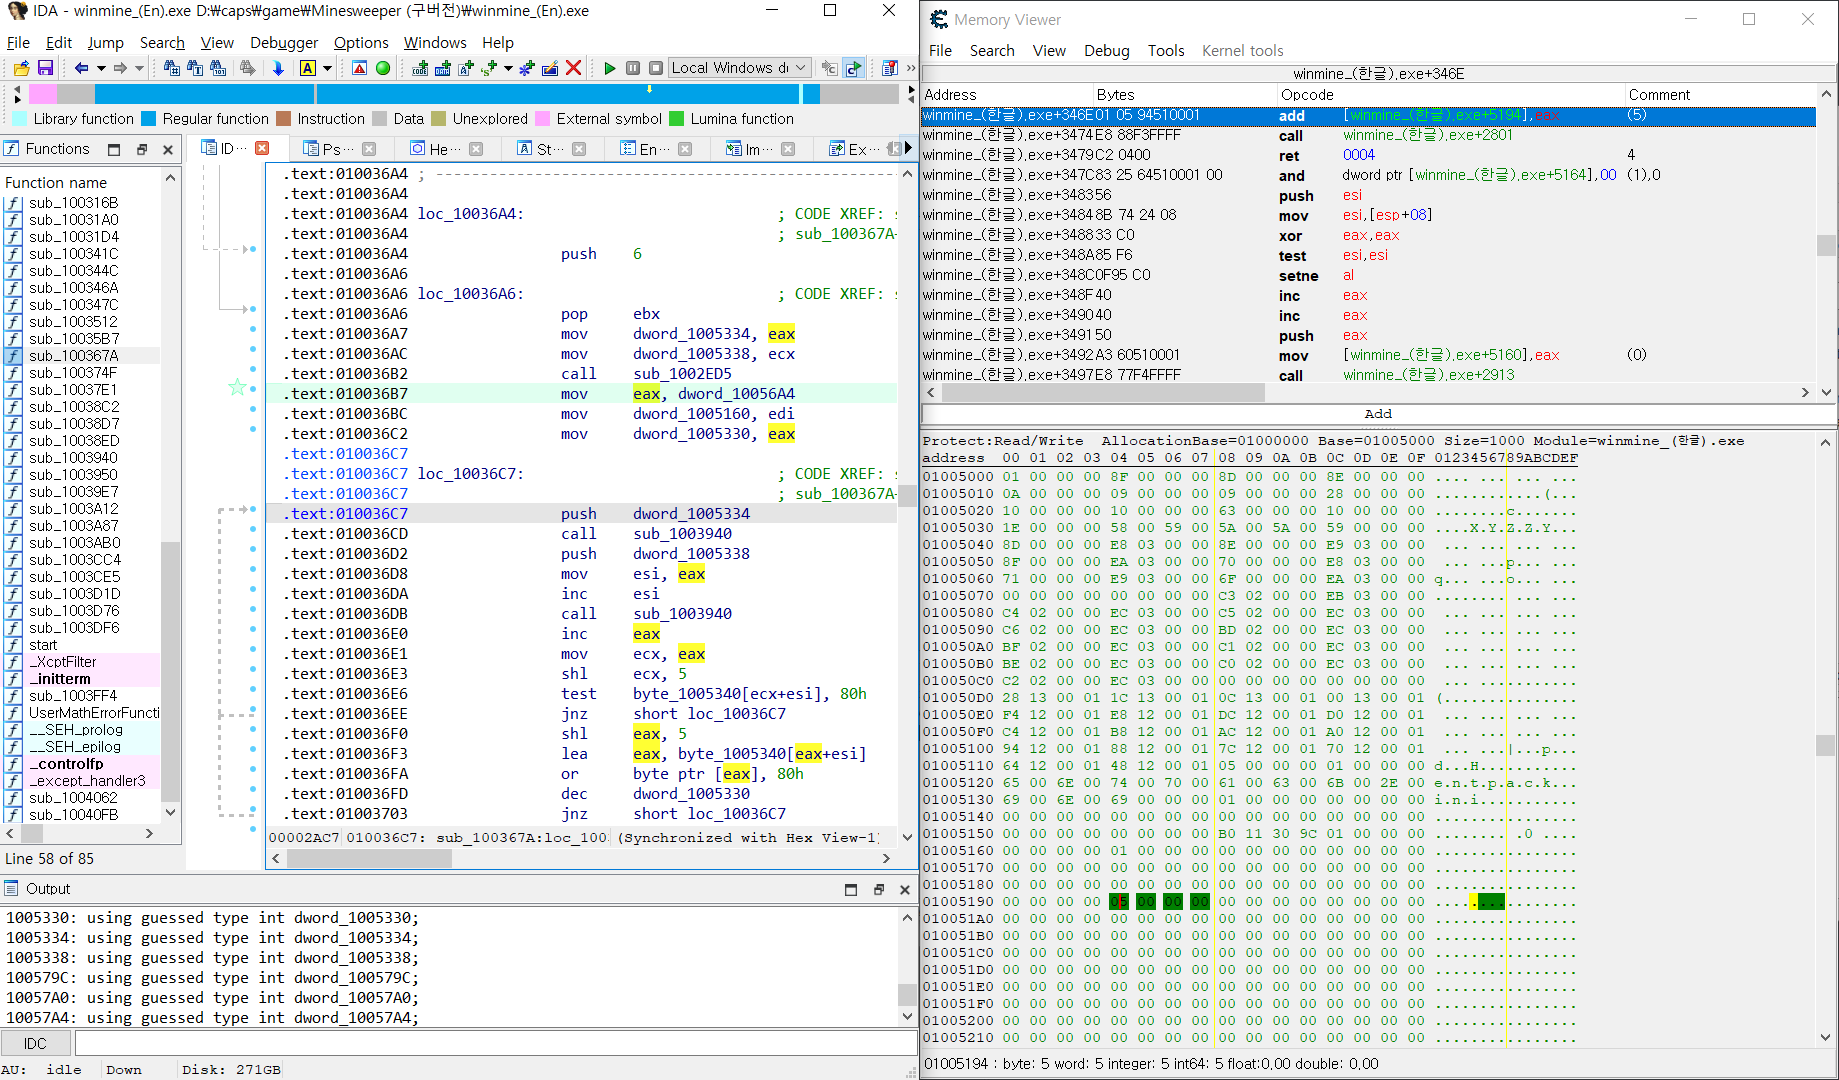 IDA - winmine_(En).exe D:₩caps₩game₩Minesweeper (구버전)₩winmine_(En).exe
File Edit Jump Search View Debugger Options Windows Help
Local Windows d
Library function Regular function Instruction Data Unexplored External symbol Lumina function
Functions
Function name
sub_100316B
sub_10031A0
sub_10031D4
sub_100341C
sub_100344C
sub_100346A
sub_100347C
sub_1003512
sub_10035B7
sub_100367A
sub_100374F
sub_10037E1
sub_10038C2
sub_10038D7
sub_10038ED
sub_1003940
sub_1003950
sub_10039E7
sub_1003A12
sub_1003A87
sub_1003AB0
sub_1003CC4
sub_1003CE5
sub_1003D1D
sub_1003D76
sub_1003DF6
start
_XcptFilter
_initterm
sub_1003FF4
UserMathErrorFuncti
__SEH_prolog
__SEH_epilog
_controlfp
_except_handler3
sub_1004062
sub_10040FB
Line 58 of 85
ID··· Ps··· He··· St··· En··· Im··· Ex···
.text:010036A4 ; ---------------------------------------------------
.text:010036A4
.text:010036A4 loc_10036A4: ; CODE XREF: s
.text:010036A4 ; sub_100367A
.text:010036A4 push 6
.text:010036A6
.text:010036A6 loc_10036A6: ; CODE XREF: s
.text:010036A6 pop ebx
.text:010036A7 mov dword_1005334, eax
.text:010036AC mov dword_1005338, ecx
.text:010036B2 call sub_1002ED5
.text:010036B7 mov eax, dword_10056A4
.text:010036BC mov dword_1005160, edi
.text:010036C2 mov dword_1005330, eax
.text:010036C7
.text:010036C7 loc_10036C7: ; CODE XREF: s
.text:010036C7 ; sub_100367A
.text:010036C7 push dword_1005334
.text:010036CD call sub_1003940
.text:010036D2 push dword_1005338
.text:010036D8 mov esi, eax
.text:010036DA inc esi
.text:010036DB call sub_1003940
.text:010036E0 inc eax
.text:010036E1 mov ecx, eax
.text:010036E3 shl ecx, 5
.text:010036E6 test byte_1005340[ecx+esi], 80h
.text:010036EE jnz short loc_10036C7
.text:010036F0 shl eax, 5
.text:010036F3 lea eax, byte_1005340[eax+esi]
.text:010036FA or byte ptr [eax], 80h
.text:010036FD dec dword_1005330
.text:01003703 jnz short loc_10036C7
00002AC7 010036C7: sub_100367A:loc_100 (Synchronized with Hex View-1)
Output
1005330: using guessed type int dword_1005330;
1005334: using guessed type int dword_1005334;
1005338: using guessed type int dword_1005338;
100579C: using guessed type int dword_100579C;
10057A0: using guessed type int dword_10057A0;
10057A4: using guessed type int dword_10057A4;
IDC
AU: idle Down Disk: 271GB
Memory Viewer
File Search View Debug Tools Kernel tools
winmine_(한글).exe+346E
Address Bytes Opcode Comment
winmine_(한글).exe+346E01 05 94510001 add [winmine_(한글).exe+5194],eax (5)
winmine_(한글).exe+3474E8 88F3FFFF call winmine_(한글).exe+2801
winmine_(한글).exe+3479C2 0400 ret 0004 4
winmine_(한글).exe+347C83 25 64510001 00 and dword ptr [winmine_(한글).exe+5164],00 (1),0
winmine_(한글).exe+348356 push esi
winmine_(한글).exe+34848B 74 24 08 mov esi,[esp+08]
winmine_(한글).exe+348833 C0 xor eax,eax
winmine_(한글).exe+348A85 F6 test esi,esi
winmine_(한글).exe+348C0F95 C0 setne al
winmine_(한글).exe+348F40 inc eax
winmine_(한글).exe+349040 inc eax
winmine_(한글).exe+349150 push eax
winmine_(한글).exe+3492A3 60510001 mov [winmine_(한글).exe+5160],eax (0)
winmine_(한글).exe+3497E8 77F4FFFF call winmine_(한글).exe+2913
Add
Protect:Read/Write AllocationBase=01000000 Base=01005000 Size=1000 Module=winmine_(한글).exe
address 00 01 02 03 04 05 06 07 08 09 0A 0B 0C 0D 0E 0F 0123456789ABCDEF
01005000 01 00 00 00 8F 00 00 00 8D 00 00 00 8E 00 00 00 .... ... ... ...
01005010 0A 00 00 00 09 00 00 00 09 00 00 00 28 00 00 00 ............(...
01005020 10 00 00 00 10 00 00 00 63 00 00 00 10 00 00 00 ........c.......
01005030 1E 00 00 00 58 00 59 00 5A 00 5A 00 59 00 00 00 ....X.Y.Z.Z.Y...
01005040 8D 00 00 00 E8 03 00 00 8E 00 00 00 E9 03 00 00 ... ... ... ...
01005050 8F 00 00 00 EA 03 00 00 70 00 00 00 E8 03 00 00 ... ...p... ...
01005060 71 00 00 00 E9 03 00 00 6F 00 00 00 EA 03 00 00 q... ...o... ...
01005070 00 00 00 00 00 00 00 00 C3 02 00 00 EB 03 00 00 ........ ... ...
01005080 C4 02 00 00 EC 03 00 00 C5 02 00 00 EC 03 00 00 ... ... ... ...
01005090 C6 02 00 00 EC 03 00 00 BD 02 00 00 EC 03 00 00 ... ... ... ...
010050A0 BF 02 00 00 EC 03 00 00 C1 02 00 00 EC 03 00 00 ... ... ... ...
010050B0 BE 02 00 00 EC 03 00 00 C0 02 00 00 EC 03 00 00 ... ... ... ...
010050C0 C2 02 00 00 EC 03 00 00 00 00 00 00 00 00 00 00 ... ... ........
010050D0 28 13 00 01 1C 13 00 01 0C 13 00 01 00 13 00 01 (...............
010050E0 F4 12 00 01 E8 12 00 01 DC 12 00 01 D0 12 00 01 ... ... ... ...
010050F0 C4 12 00 01 B8 12 00 01 AC 12 00 01 A0 12 00 01 ... ... ... ...
01005100 94 12 00 01 88 12 00 01 7C 12 00 01 70 12 00 01 ... ... |...p...
01005110 64 12 00 01 48 12 00 01 05 00 00 00 01 00 00 00 d...H...........
01005120 65 00 6E 00 74 00 70 00 61 00 63 00 6B 00 2E 00 e.n.t.p.a.c.k...
01005130 69 00 6E 00 69 00 00 00 01 00 00 00 00 00 00 00 i.n.i...........
01005140 00 00 00 00 00 00 00 00 00 00 00 00 00 00 00 00 ................
01005150 00 00 00 00 00 00 00 00 B0 11 30 9C 01 00 00 00 ........ .0 ....
01005160 00 00 00 00 01 00 00 00 00 00 00 00 00 00 00 00 ................
01005170 00 00 00 00 00 00 00 00 00 00 00 00 00 00 00 00 ................
01005180 00 00 00 00 00 00 00 00 00 00 00 00 00 00 00 00 ................
01005190 00 00 00 00 05 00 00 00 00 00 00 00 00 00 00 00 ................
010051A0 00 00 00 00 00 00 00 00 00 00 00 00 00 00 00 00 ................
010051B0 00 00 00 00 00 00 00 00 00 00 00 00 00 00 00 00 ................
010051C0 00 00 00 00 00 00 00 00 00 00 00 00 00 00 00 00 ................
010051D0 00 00 00 00 00 00 00 00 00 00 00 00 00 00 00 00 ................
010051E0 00 00 00 00 00 00 00 00 00 00 00 00 00 00 00 00 ................
010051F0 00 00 00 00 00 00 00 00 00 00 00 00 00 00 00 00 ................
01005200 00 00 00 00 00 00 00 00 00 00 00 00 00 00 00 00 ................
01005210 00 00 00 00 00 00 00 00 00 00 00 00 00 00 00 00 ................
01005194 : byte: 5 word: 5 integer: 5 int64: 5 float:0,00 double: 0,00